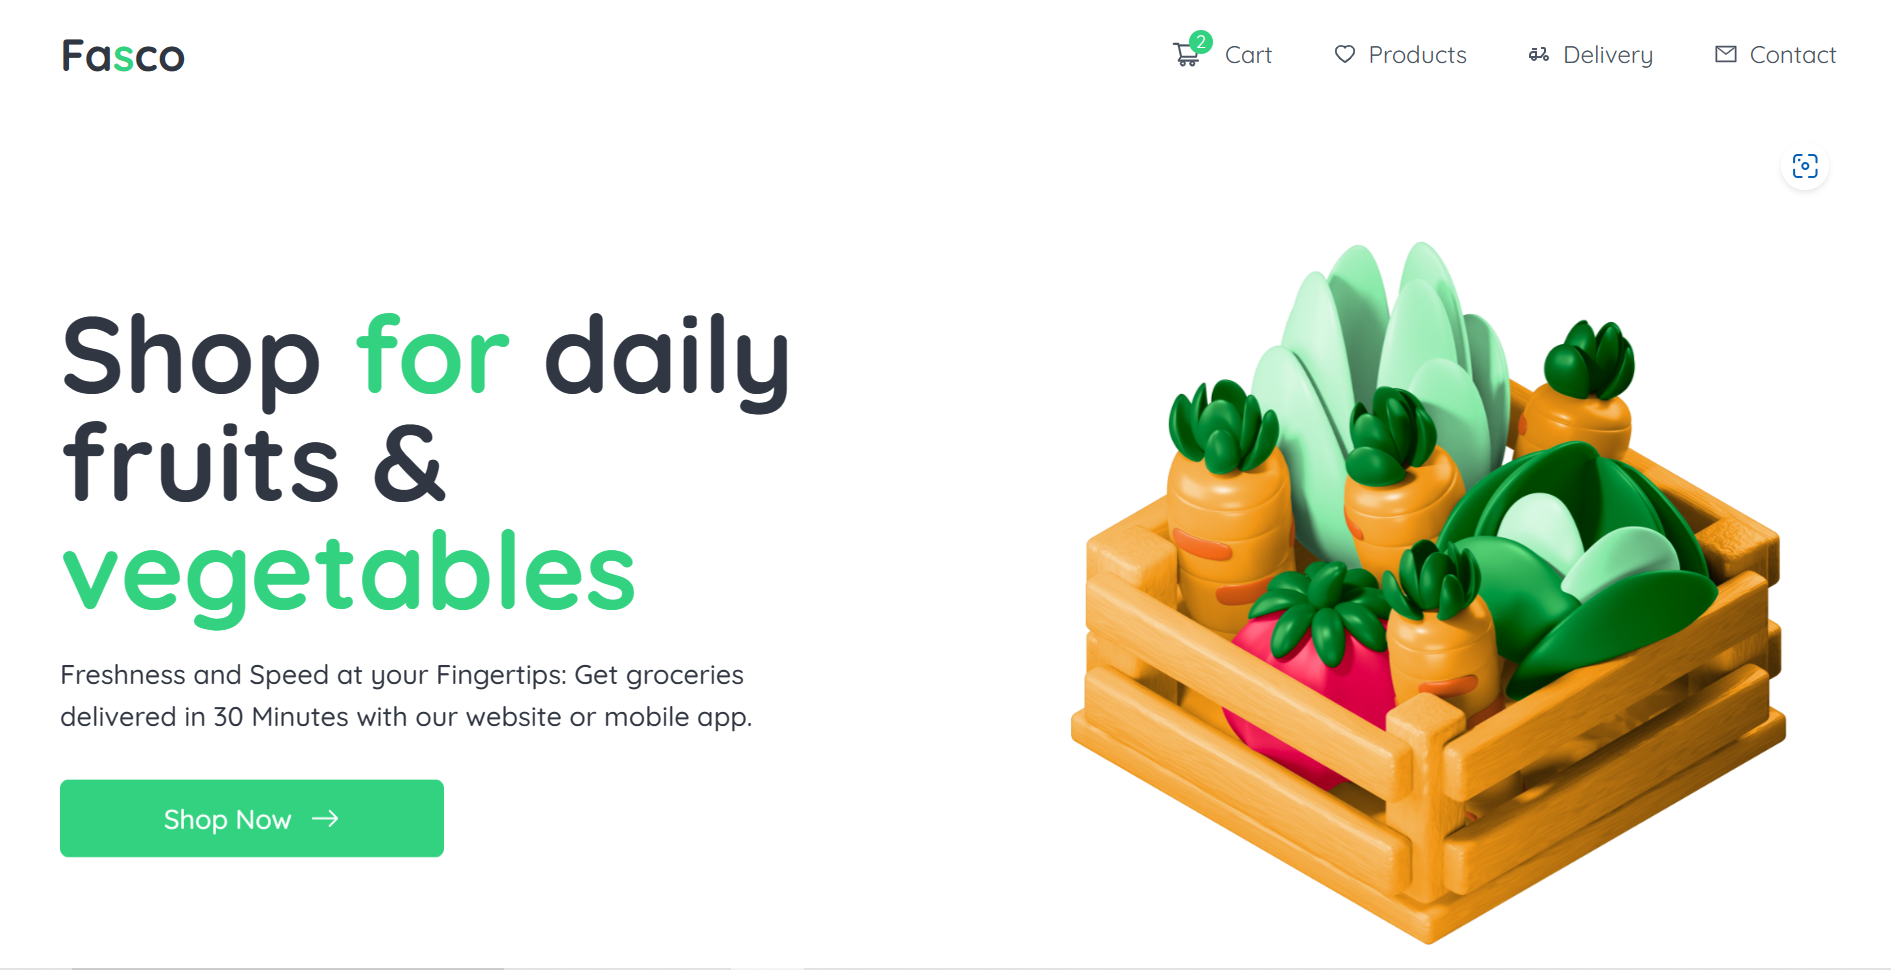 Fasco
2
Cart
Products
Delivery
Contact
Shop for daily
fruits &
vegetables
Freshness and Speed at your Fingertips: Get groceries
delivered in 30 Minutes with our website or mobile app.
Shop Now